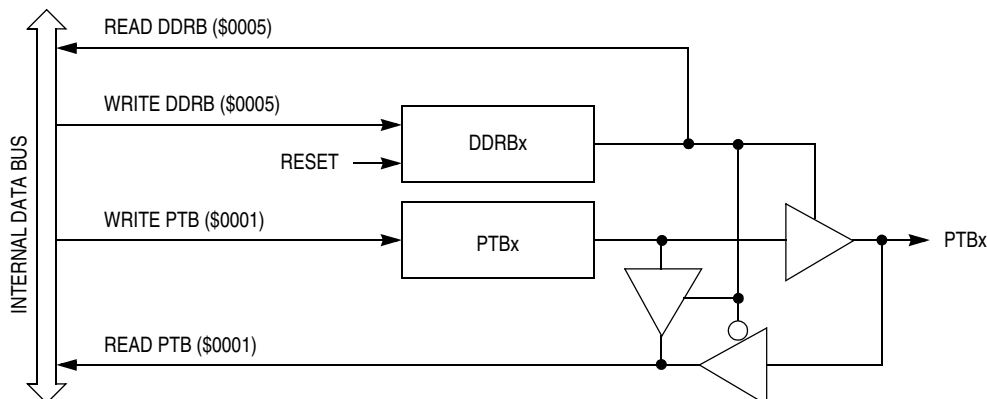 READ DDRB ($0005)
WRITE DDRB ($0005)
DDRBx
RESET
WRITE PTB ($0001)
PTBx
PTBx
READ PTB ($0001)
INTERNAL DATA BUS